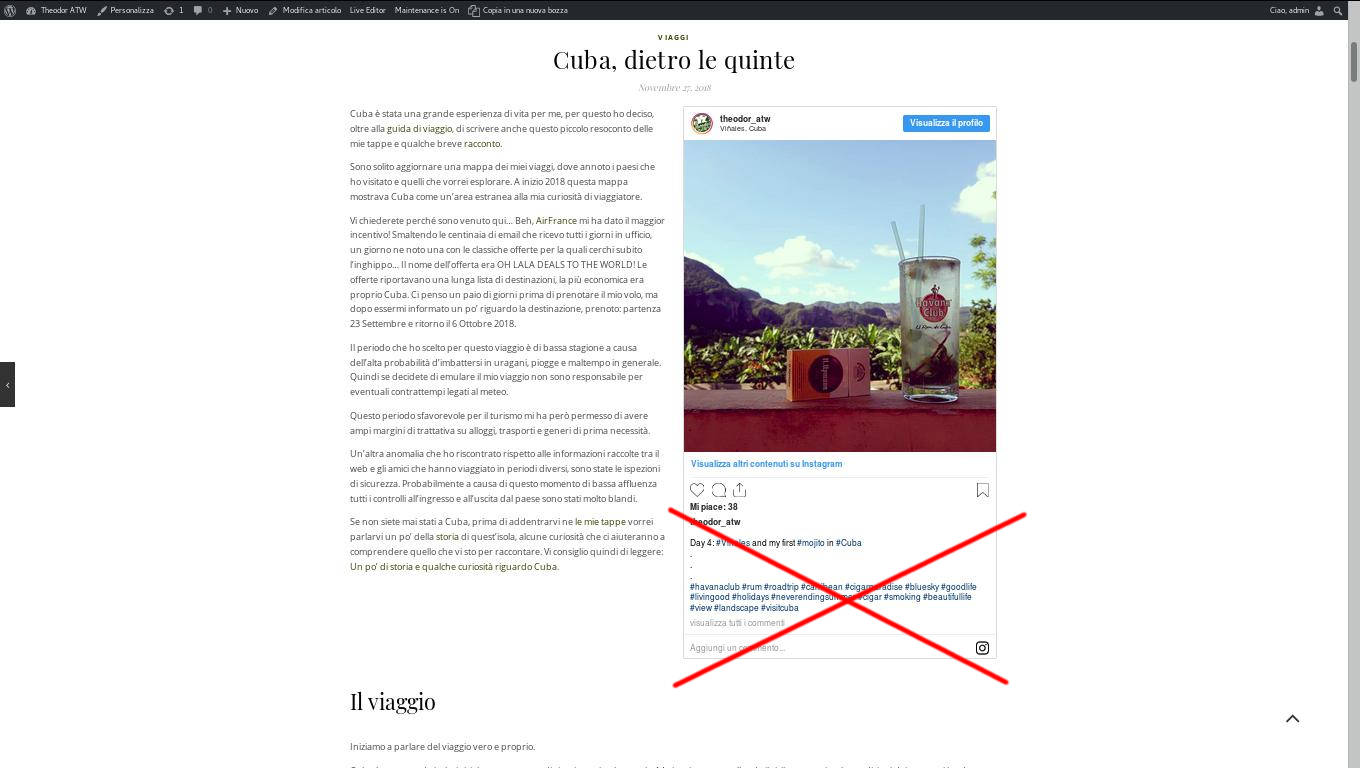 Theodor ATW Personalizza 1 0 Nuovo Modifica articolo Live Editor Maintenance is On Copia in una nuova bozza Ciao, admin
VIAGGI
Cuba, dietro le quinte
Novembre 27, 2018
Cuba è stata una grande esperienza di vita per me, per questo ho deciso,
oltre alla guida di viaggio, di scrivere anche questo piccolo resoconto delle
mie tappe e qualche breve racconto.
Sono solito aggiornare una mappa dei miei viaggi, dove annoto i paesi che
ho visitato e quelli che vorrei esplorare. A inizio 2018 questa mappa
mostrava Cuba come un'area estranea alla mia curiosità di viaggiatore.
Vi chiederete perché sono venuto qui... Beh, AirFrance mi ha dato il maggior
incentivo! Smaltendo le centinaia di email che ricevo tutti i giorni in ufficio,
un giorno ne noto una con le classiche offerte per la quali cerchi subito
l'inghippo... Il nome dell'offerta era OH LALA DEALS TO THE WORLD! Le
offerte riportavano una lunga lista di destinazioni, la più economica era
proprio Cuba. Ci penso un paio di giorni prima di prenotare il mio volo, ma
dopo essermi informato un po' riguardo la destinazione, prenoto: partenza
23 Settembre e ritorno il 6 Ottobre 2018.
Il periodo che ho scelto per questo viaggio è di bassa stagione a causa
dell'alta probabilità d'imbattersi in uragani, piogge e maltempo in generale.
Quindi se decidete di emulare il mio viaggio non sono responsabile per
eventuali contrattempi legati al meteo.
Questo periodo sfavorevole per il turismo mi ha però permesso di avere
ampi margini di trattativa su alloggi, trasporti e generi di prima necessità.
Un'altra anomalia che ho riscontrato rispetto alle informazioni raccolte tra il
web e gli amici che hanno viaggiato in periodi diversi, sono state le ispezioni
di sicurezza. Probabilmente a causa di questo momento di bassa affluenza
tutti i controlli all'ingresso e all'uscita dal paese sono stati molto blandi.
Se non siete mai stati a Cuba, prima di addentrarvi ne le mie tappe vorrei
parlarvi un po' della storia di quest'isola, alcune curiosità che ci aiuteranno a
comprendere quello che vi sto per raccontare. Vi consiglio quindi di leggere:
Un po' di storia e qualche curiosità riguardo Cuba.
theodor_atw
Viñales, Cuba
Visualizza il profilo
Havana
Club
El Ron de Cuba
H.Upmann
Visualizza altri contenuti su Instagram
Mi piace: 38
theodor_atw
Day 4: #Viñales and my first #mojito in #Cuba
.
.
.
#havanaclub #rum #roadtrip #caribbean #cigarparadise #bluesky #goodlife
#livingood #holidays #neverendingsummer #cigar #smoking #beautifullife
#view #landscape #visitcuba
visualizza tutti i commenti
Aggiungi un commento...
Il viaggio
Iniziamo a parlare del viaggio vero e proprio.